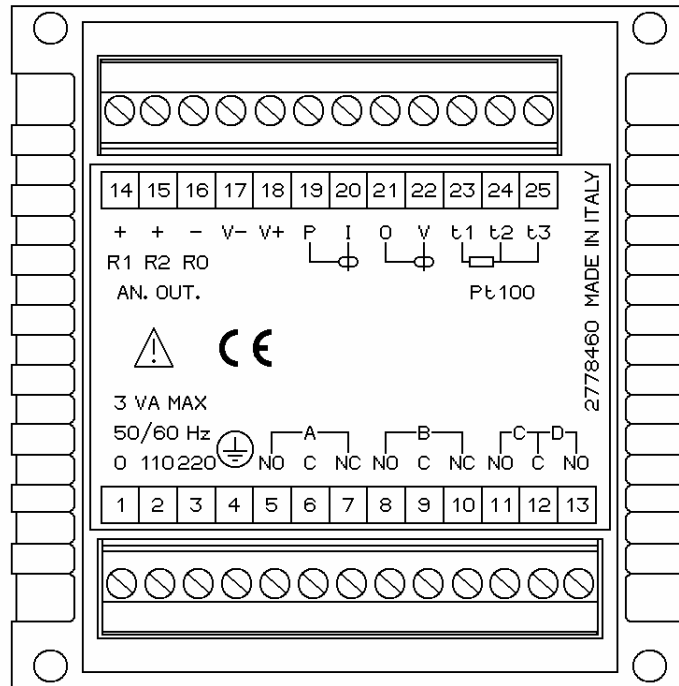 14 15 16 17 18 19 20 21 22 23 24 25
+ + - V- V+ P I O V t1 t2 t3
R1 R2 R0
AN. OUT. Pt100
CE
3 VA MAX
50/60 Hz A B C D
0 110 220 NO C NC NO C NC NO C NO
1 2 3 4 5 6 7 8 9 10 11 12 13
2778460 MADE IN ITALY